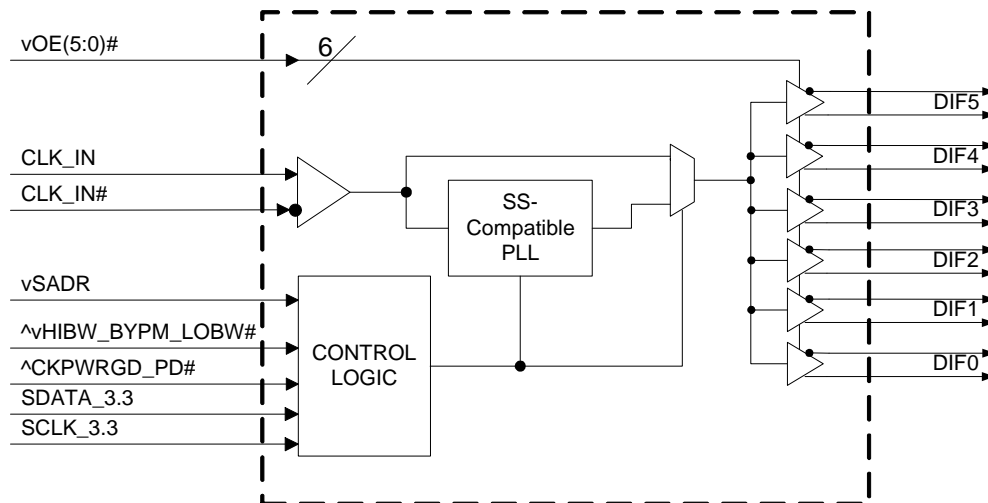 vOE(5:0)#
6
DIF5
CLK_IN
DIF4
CLK_IN#
SS-
Compatible
PLL
DIF3
DIF2
vSADR
DIF1
^vHIBW_BYPM_LOBW#
CONTROL
LOGIC
DIF0
^CKPWRGD_PD#
SDATA_3.3
SCLK_3.3